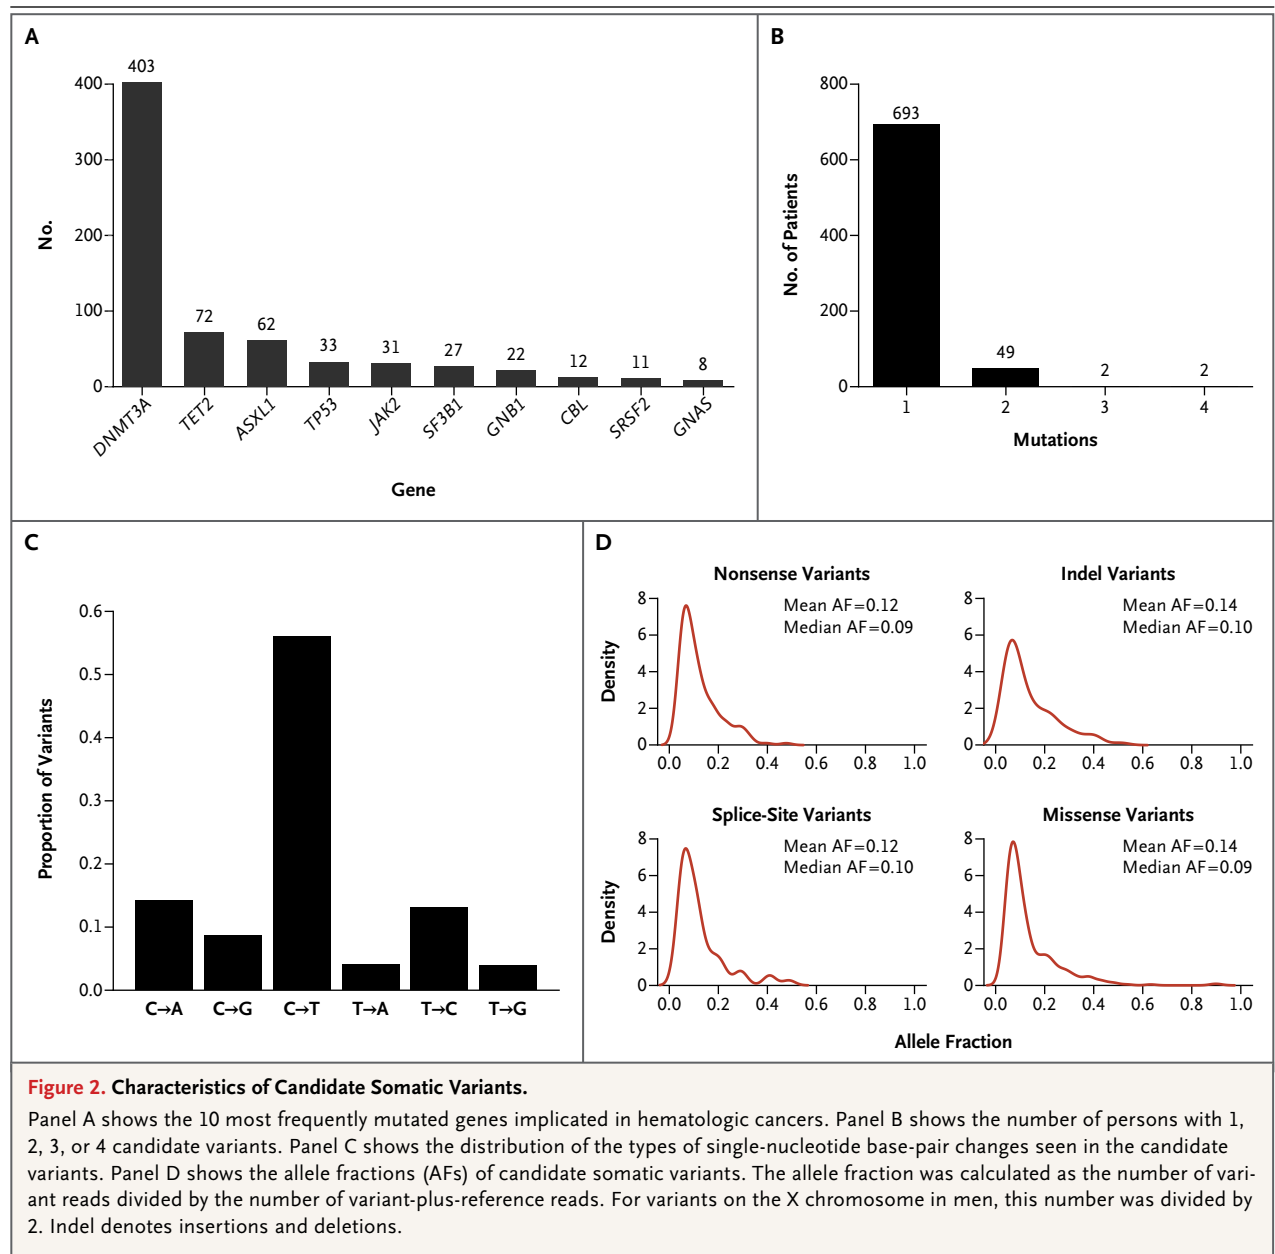 A
400
300
200
100
0
No.
403
72
62
33
31
27
22
12
11
8
DNMT3A
TET2
ASXL1
TP53
JAK2
SF3B1
GNB1
CBL
SRSF2
GNAS
Gene
B
800
600
400
200
0
No. of Patients
693
49
2
2
1 2 3 4
Mutations
C
0.6
0.5
0.4
0.3
0.2
0.1
0.0
Proportion of Variants
C→A C→G C→T T→A T→C T→G
D
Nonsense Variants
Mean AF=0.12
Median AF=0.09
8
6
4
2
0
Density
0.0 0.2 0.4 0.6 0.8 1.0
Indel Variants
Mean AF=0.14
Median AF=0.10
8
6
4
2
0
0.0 0.2 0.4 0.6 0.8 1.0
Splice-Site Variants
Mean AF=0.12
Median AF=0.10
8
6
4
2
0
Density
0.0 0.2 0.4 0.6 0.8 1.0
Missense Variants
Mean AF=0.14
Median AF=0.09
8
6
4
2
0
0.0 0.2 0.4 0.6 0.8 1.0
Allele Fraction
Figure 2. Characteristics of Candidate Somatic Variants.
Panel A shows the 10 most frequently mutated genes implicated in hematologic cancers. Panel B shows the number of persons with 1,
2, 3, or 4 candidate variants. Panel C shows the distribution of the types of single-nucleotide base-pair changes seen in the candidate
variants. Panel D shows the allele fractions (AFs) of candidate somatic variants. The allele fraction was calculated as the number of vari-
ant reads divided by the number of variant-plus-reference reads. For variants on the X chromosome in men, this number was divided by
2. Indel denotes insertions and deletions.